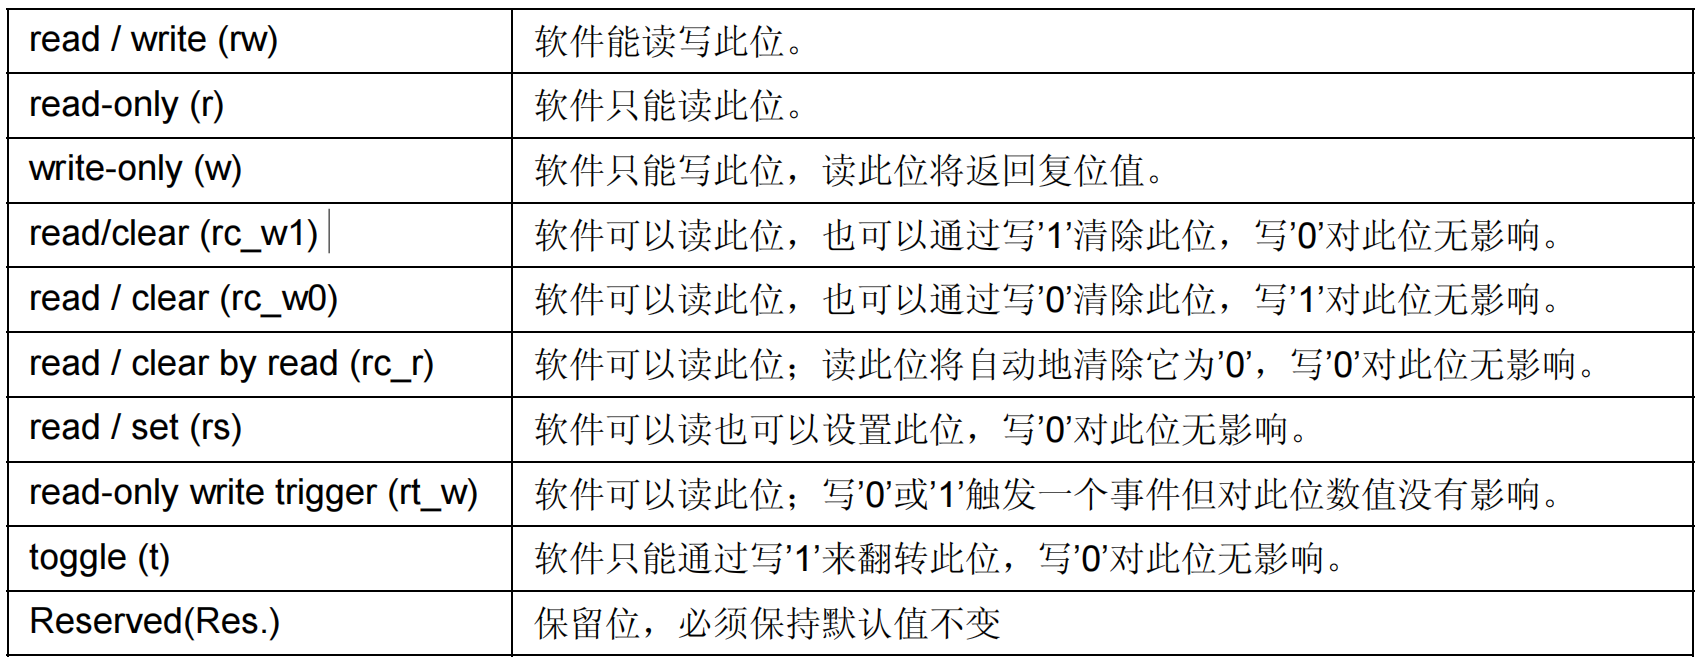 read / write (rw) 软件能读写此位。
read-only (r) 软件只能读此位。
write-only (w) 软件只能写此位，读此位将返回复位值。
read/clear (rc_w1) 软件可以读此位，也可以通过写’1’清除此位，写’0’对此位无影响。
read / clear (rc_w0) 软件可以读此位，也可以通过写’0’清除此位，写’1’对此位无影响。
read / clear by read (rc_r) 软件可以读此位；读此位将自动地清除它为’0’，写’0’对此位无影响。
read / set (rs) 软件可以读也可以设置此位，写’0’对此位无影响。
read-only write trigger (rt_w) 软件可以读此位；写’0’或’1’触发一个事件但对此位数值没有影响。
toggle (t) 软件只能通过写’1’来翻转此位，写’0’对此位无影响。
Reserved(Res.) 保留位，必须保持默认值不变